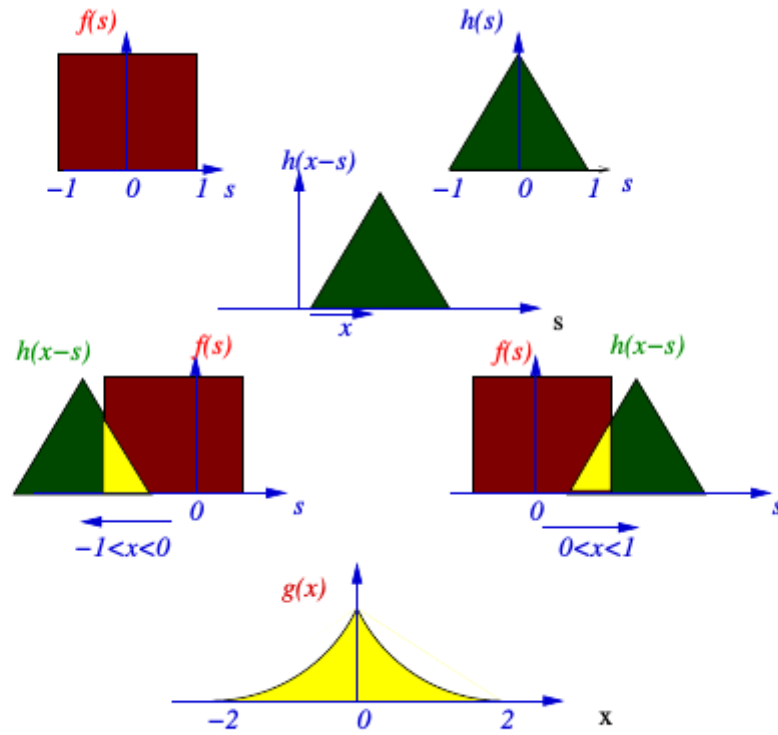 f(s)
h(s)
-1 0 1 s
-1 0 1 s
h(x-s)
x s
h(x-s) f(s)
f(s) h(x-s)
0 s
0 s
-1<x<0
0<x<1
g(x)
-2 0 2 x